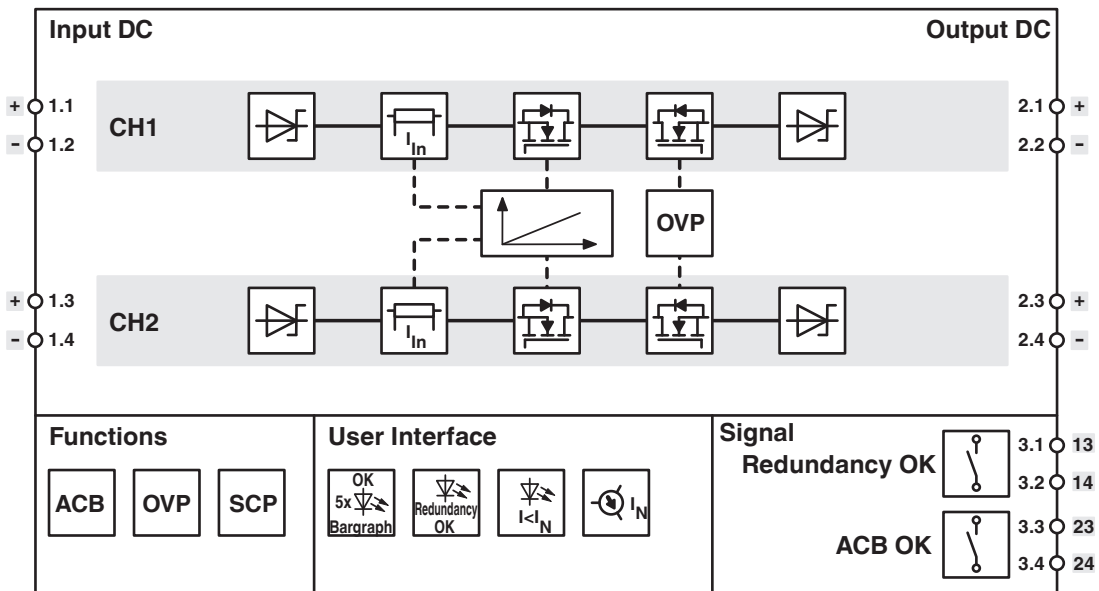 Input DC
Output DC
+ 1.1
- 1.2
CH1
I In
2.1 +
2.2 -
OVP
+ 1.3
- 1.4
CH2
I In
2.3 +
2.4 -
Functions
ACB OVP SCP
User Interface
OK
5x
Bargraph
Redundancy
OK
I<IN
IN
Signal
Redundancy OK
3.1 13
3.2 14
ACB OK
3.3 23
3.4 24